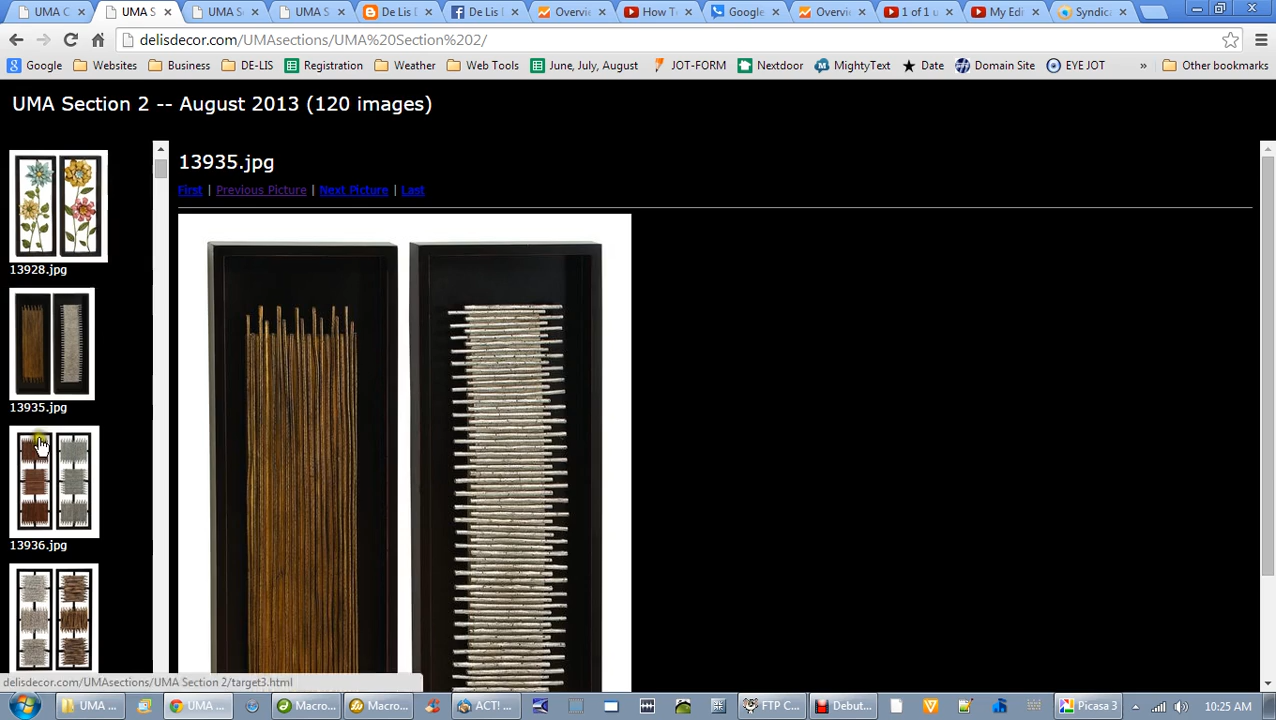 UMA C
UMA S
UMA S
UMA S
De Lis D
De Lis D
Overvi
How To
Google
Overvi
1 of 1 u
My Edi
Syndica
delisdecor.com/UMAsections/UMA%20Section%202/
Google
Websites
Business
DE-LIS
Registration
Weather
Web Tools
June, July, August
JOT-FORM
Nextdoor
MightyText
Date
Domain Site
EYE JOT
»
Other bookmarks
UMA Section 2 -- August 2013 (120 images)
13928.jpg
13935.jpg
13936.jpg
13935.jpg
First | Previous Picture | Next Picture | Last
delisdecor.com/UMAsections/UMA Section 2/target3.html
UMA...
UMA ...
Macro...
Macro...
ACT! ...
FTP C...
Debut...
Picasa 3
10:25 AM